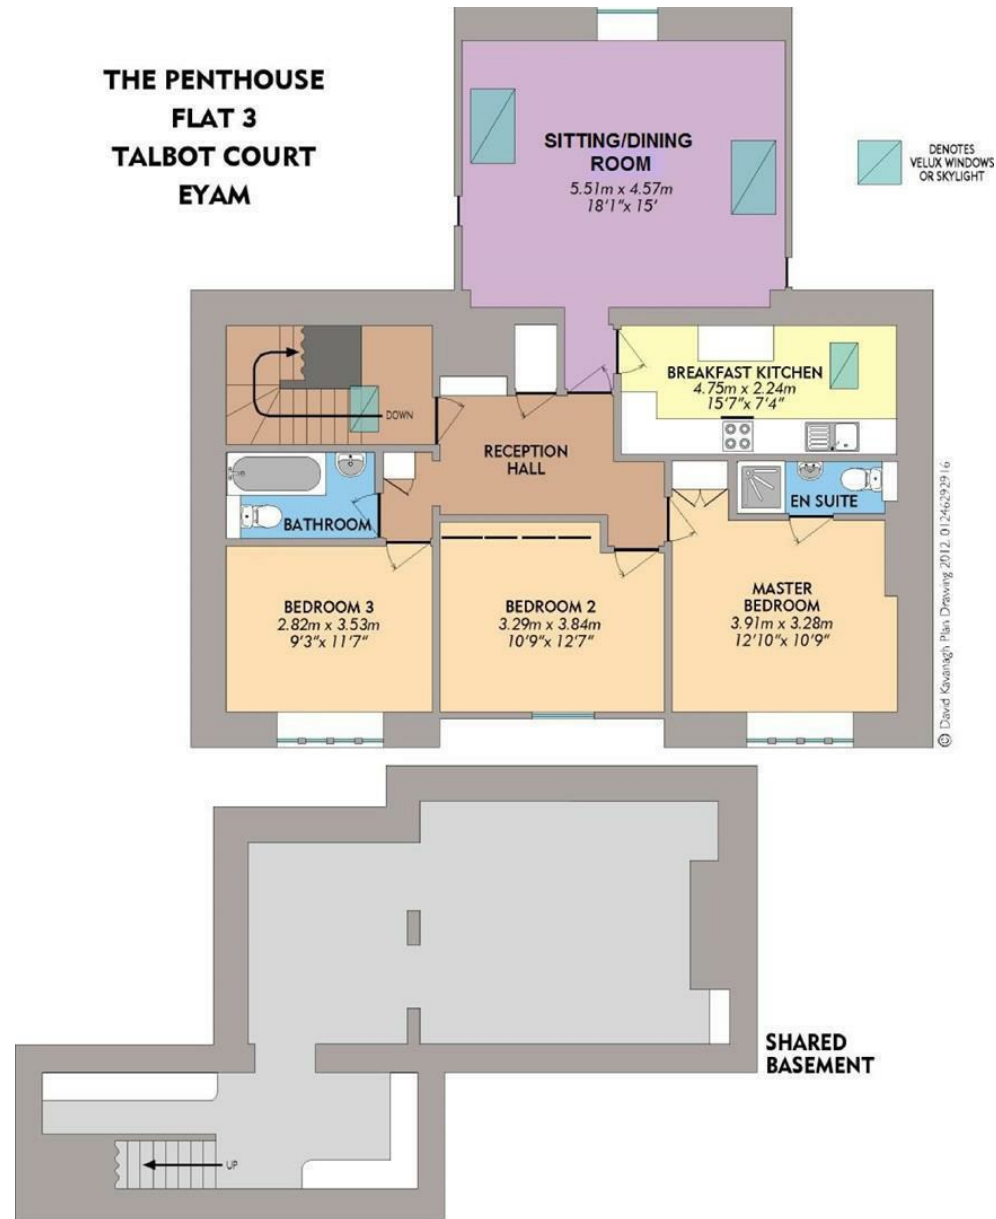 THE PENTHOUSE
FLAT 3
TALBOT COURT
EYAM
SITTING/DINING
ROOM
5.51m x 4.57m
18'1"x 15'
DENOTES
VELUX WINDOWS
OR SKYLIGHT
BREAKFAST KITCHEN
4.75m x 2.24m
15'7"x 7'4"
DOWN
RECEPTION
HALL
BATHROOM
EN SUITE
BEDROOM 3
2.82m x 3.53m
9'3"x 11'7"
BEDROOM 2
3.29m x 3.84m
10'9"x 12'7"
MASTER
BEDROOM
3.91m x 3.28m
12'10"x 10'9"
© David Kavanagh Plan Drawing 2012. 01246292916
SHARED
BASEMENT
UP